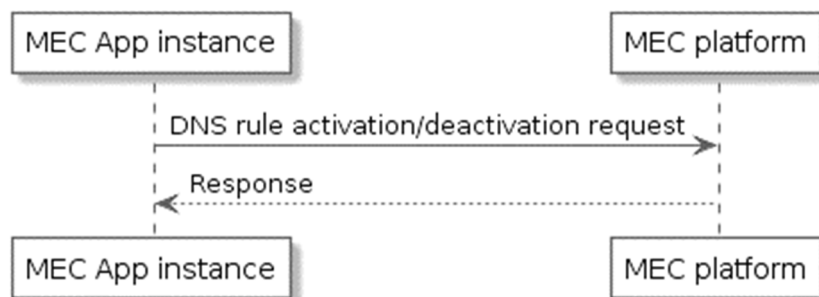 MEC App instance
MEC platform
DNS rule activation/deactivation request
Response
MEC App instance
MEC platform